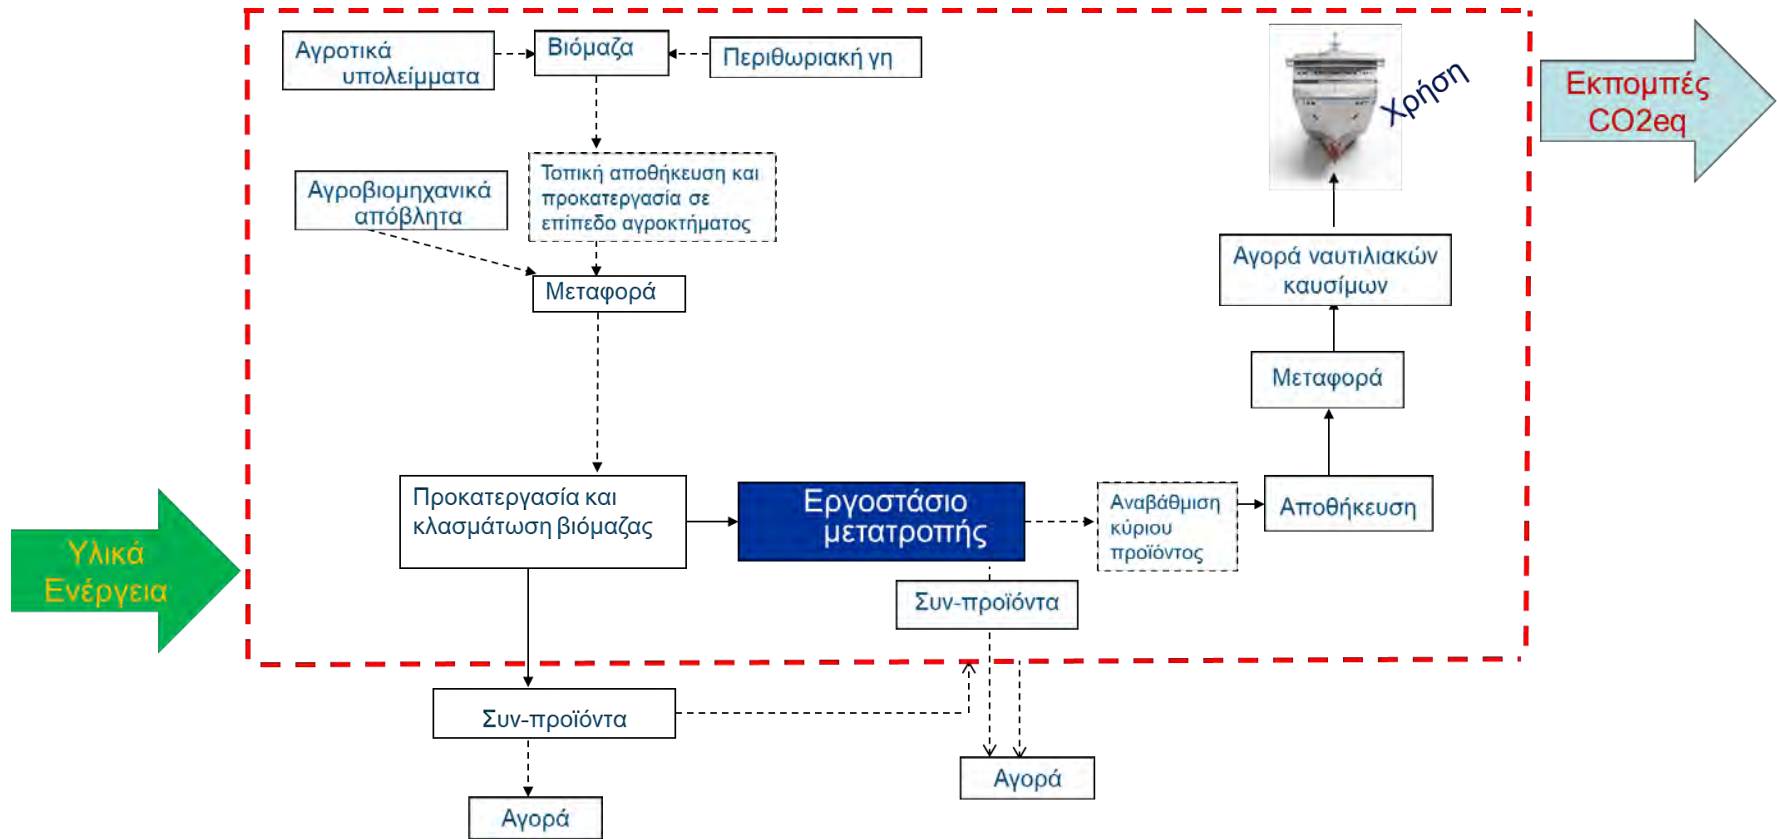 Αγροτικά
υπολείμματα
Βιόμαζα
Περιθωριακή γη
Χρήση
Εκπομπές
CO2eq
Αγροβιομηχανικά
απόβλητα
Τοπική αποθήκευση και
προκατεργασία σε
επίπεδο αγροκτήματος
Μεταφορά
Αγορά ναυτιλιακών
καυσίμων
Μεταφορά
Υλικά
Ενέργεια
Προκατεργασία και
κλασμάτωση βιόμαζας
Εργοστάσιο
μετατροπής
Αναβάθμιση
κύριου
προϊόντος
Αποθήκευση
Συν-προϊόντα
Συν-προϊόντα
Αγορά
Αγορά